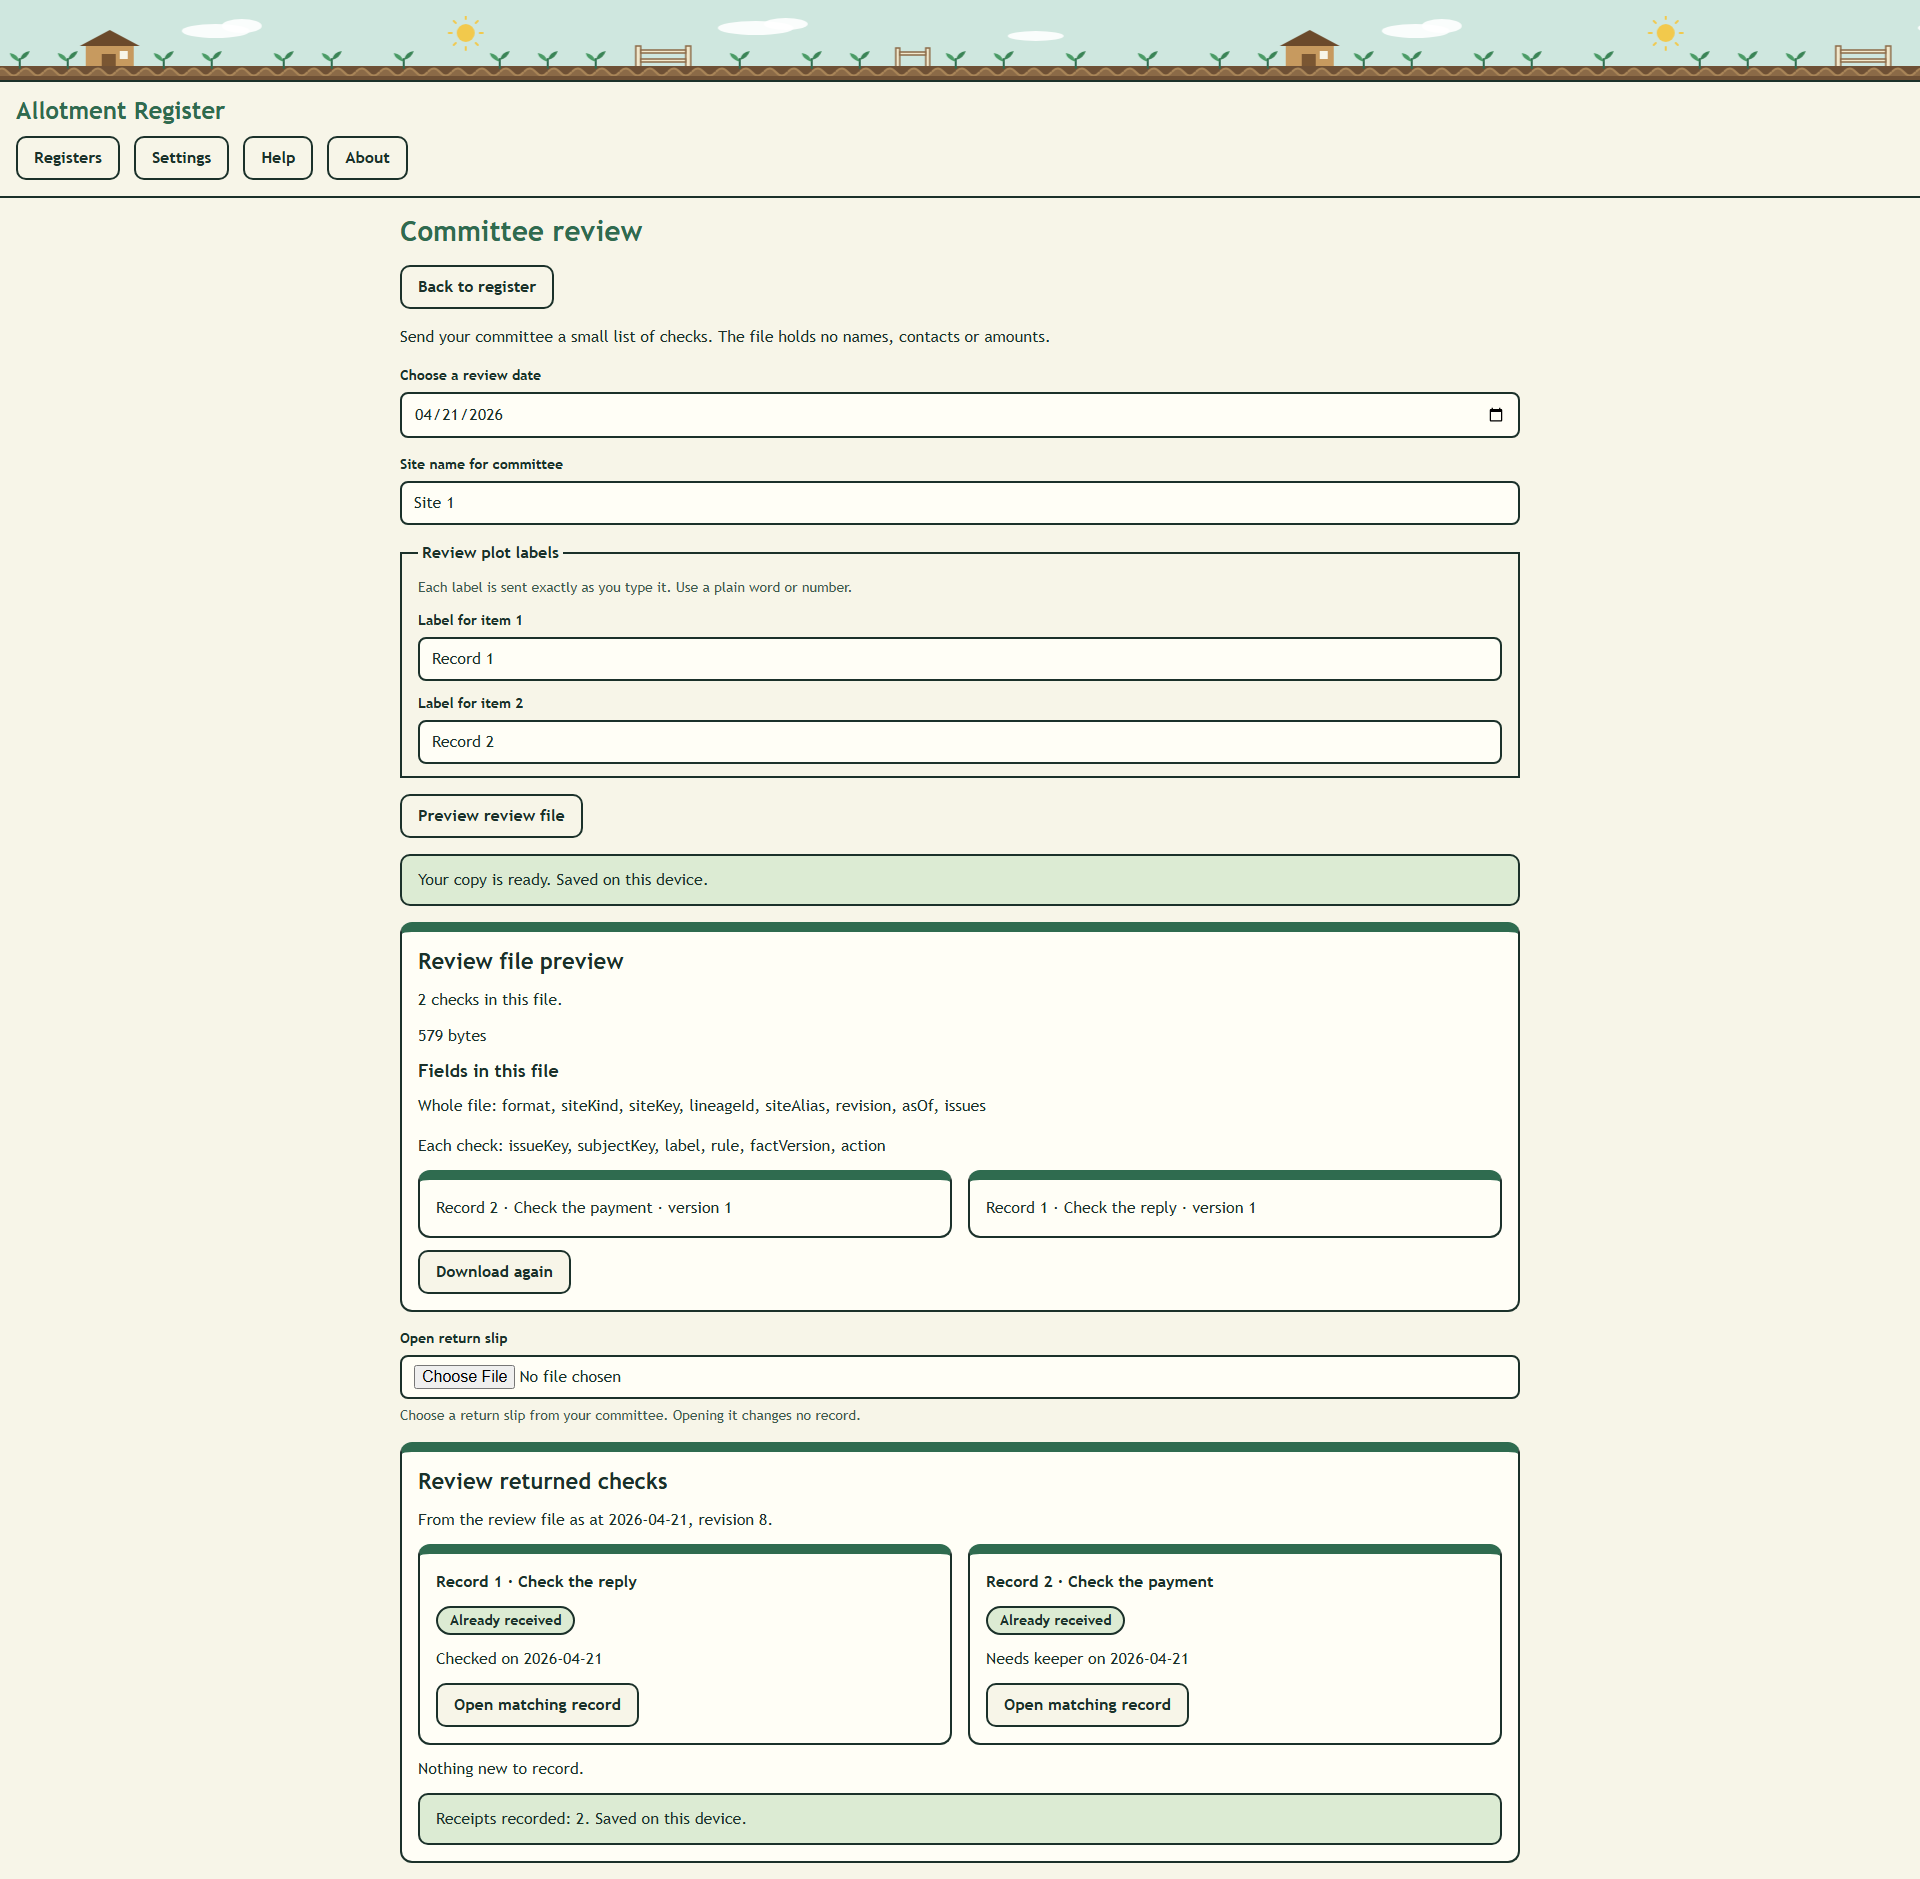 Allotment Register
Registers
Settings
Help
About
Committee review
Back to register
Send your committee a small list of checks. The file holds no names, contacts or amounts.
Choose a review date
04/21/2026
Site name for committee
Site 1
Review plot labels
Each label is sent exactly as you type it. Use a plain word or number.
Label for item 1
Record 1
Label for item 2
Record 2
Preview review file
Your copy is ready. Saved on this device.
Review file preview
2 checks in this file.
579 bytes
Fields in this file
Whole file: format, siteKind, siteKey, lineageId, siteAlias, revision, asOf, issues
Each check: issueKey, subjectKey, label, rule, factVersion, action
Record 2 · Check the payment · version 1
Record 1 · Check the reply · version 1
Download again
Open return slip
Choose File No file chosen
Choose a return slip from your committee. Opening it changes no record.
Review returned checks
From the review file as at 2026-04-21, revision 8.
Record 1 · Check the reply
Already received
Checked on 2026-04-21
Open matching record
Record 2 · Check the payment
Already received
Needs keeper on 2026-04-21
Open matching record
Nothing new to record.
Receipts recorded: 2. Saved on this device.